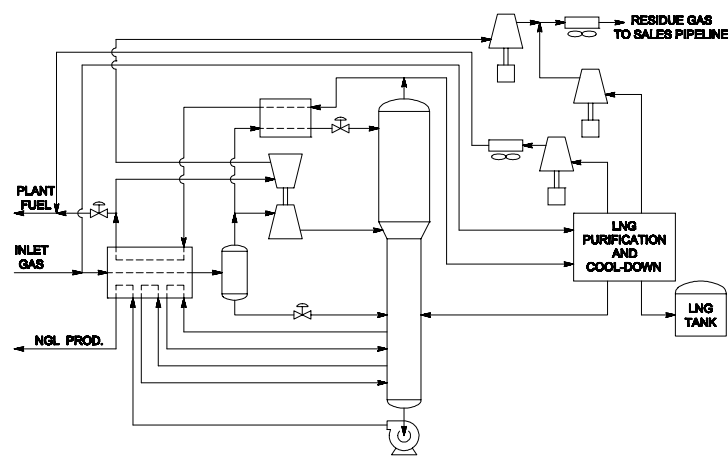 RESIDUE GAS
TO SALES PIPELINE
PLANT
FUEL
INLET
GAS
LNG
PURIFICATION
AND
COOL-DOWN
LNG
TANK
NGL PROD.